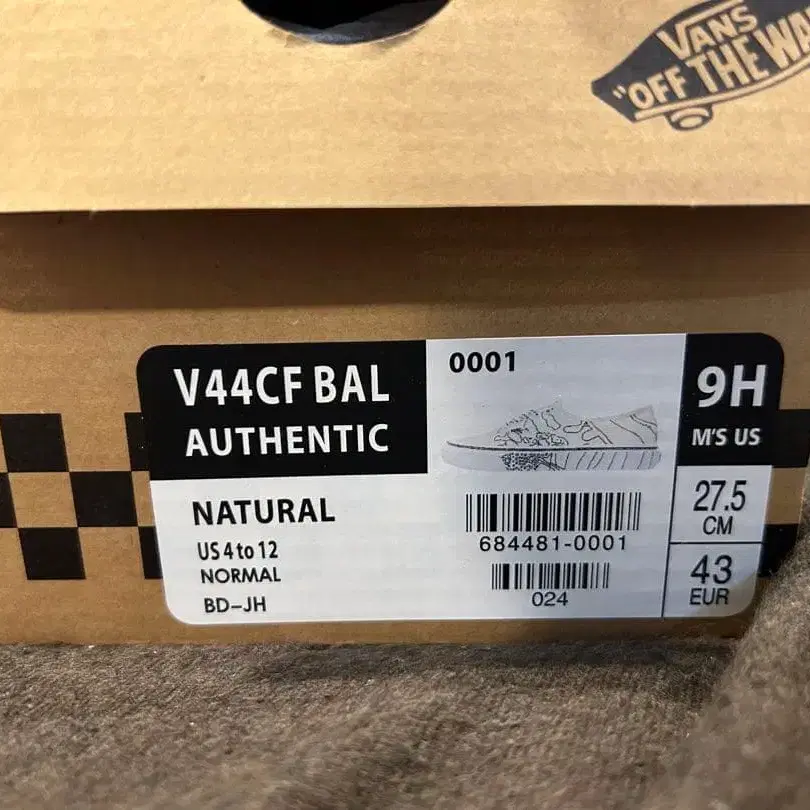 VANS
"OFF THE WA
V44CF BAL
AUTHENTIC
0001
9H
M'S US
NATURAL
US 4 to 12
NORMAL
BD-JH
684481-0001
024
27.5
CM
43
EUR